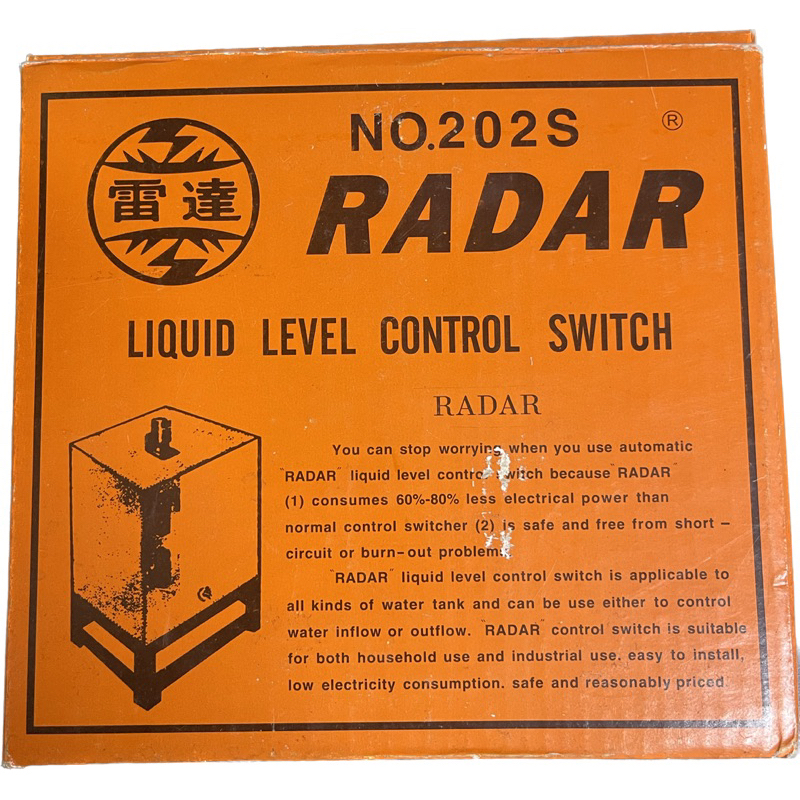 NO.202S
®
雷達
RADAR
LIQUID LEVEL CONTROL SWITCH
RADAR
You can stop worrying when you use automatic
"RADAR" liquid level control switch because "RADAR"
(1) consumes 60%-80% less electrical power than
normal control switcher (2) is safe and free from short-
circuit or burn-out problems
"RADAR" liquid level control switch is applicable to
all kinds of water tank and can be use either to control
water inflow or outflow. "RADAR" control switch is suitable
for both household use and industrial use. easy to install,
low electricity consumption. safe and reasonably priced.